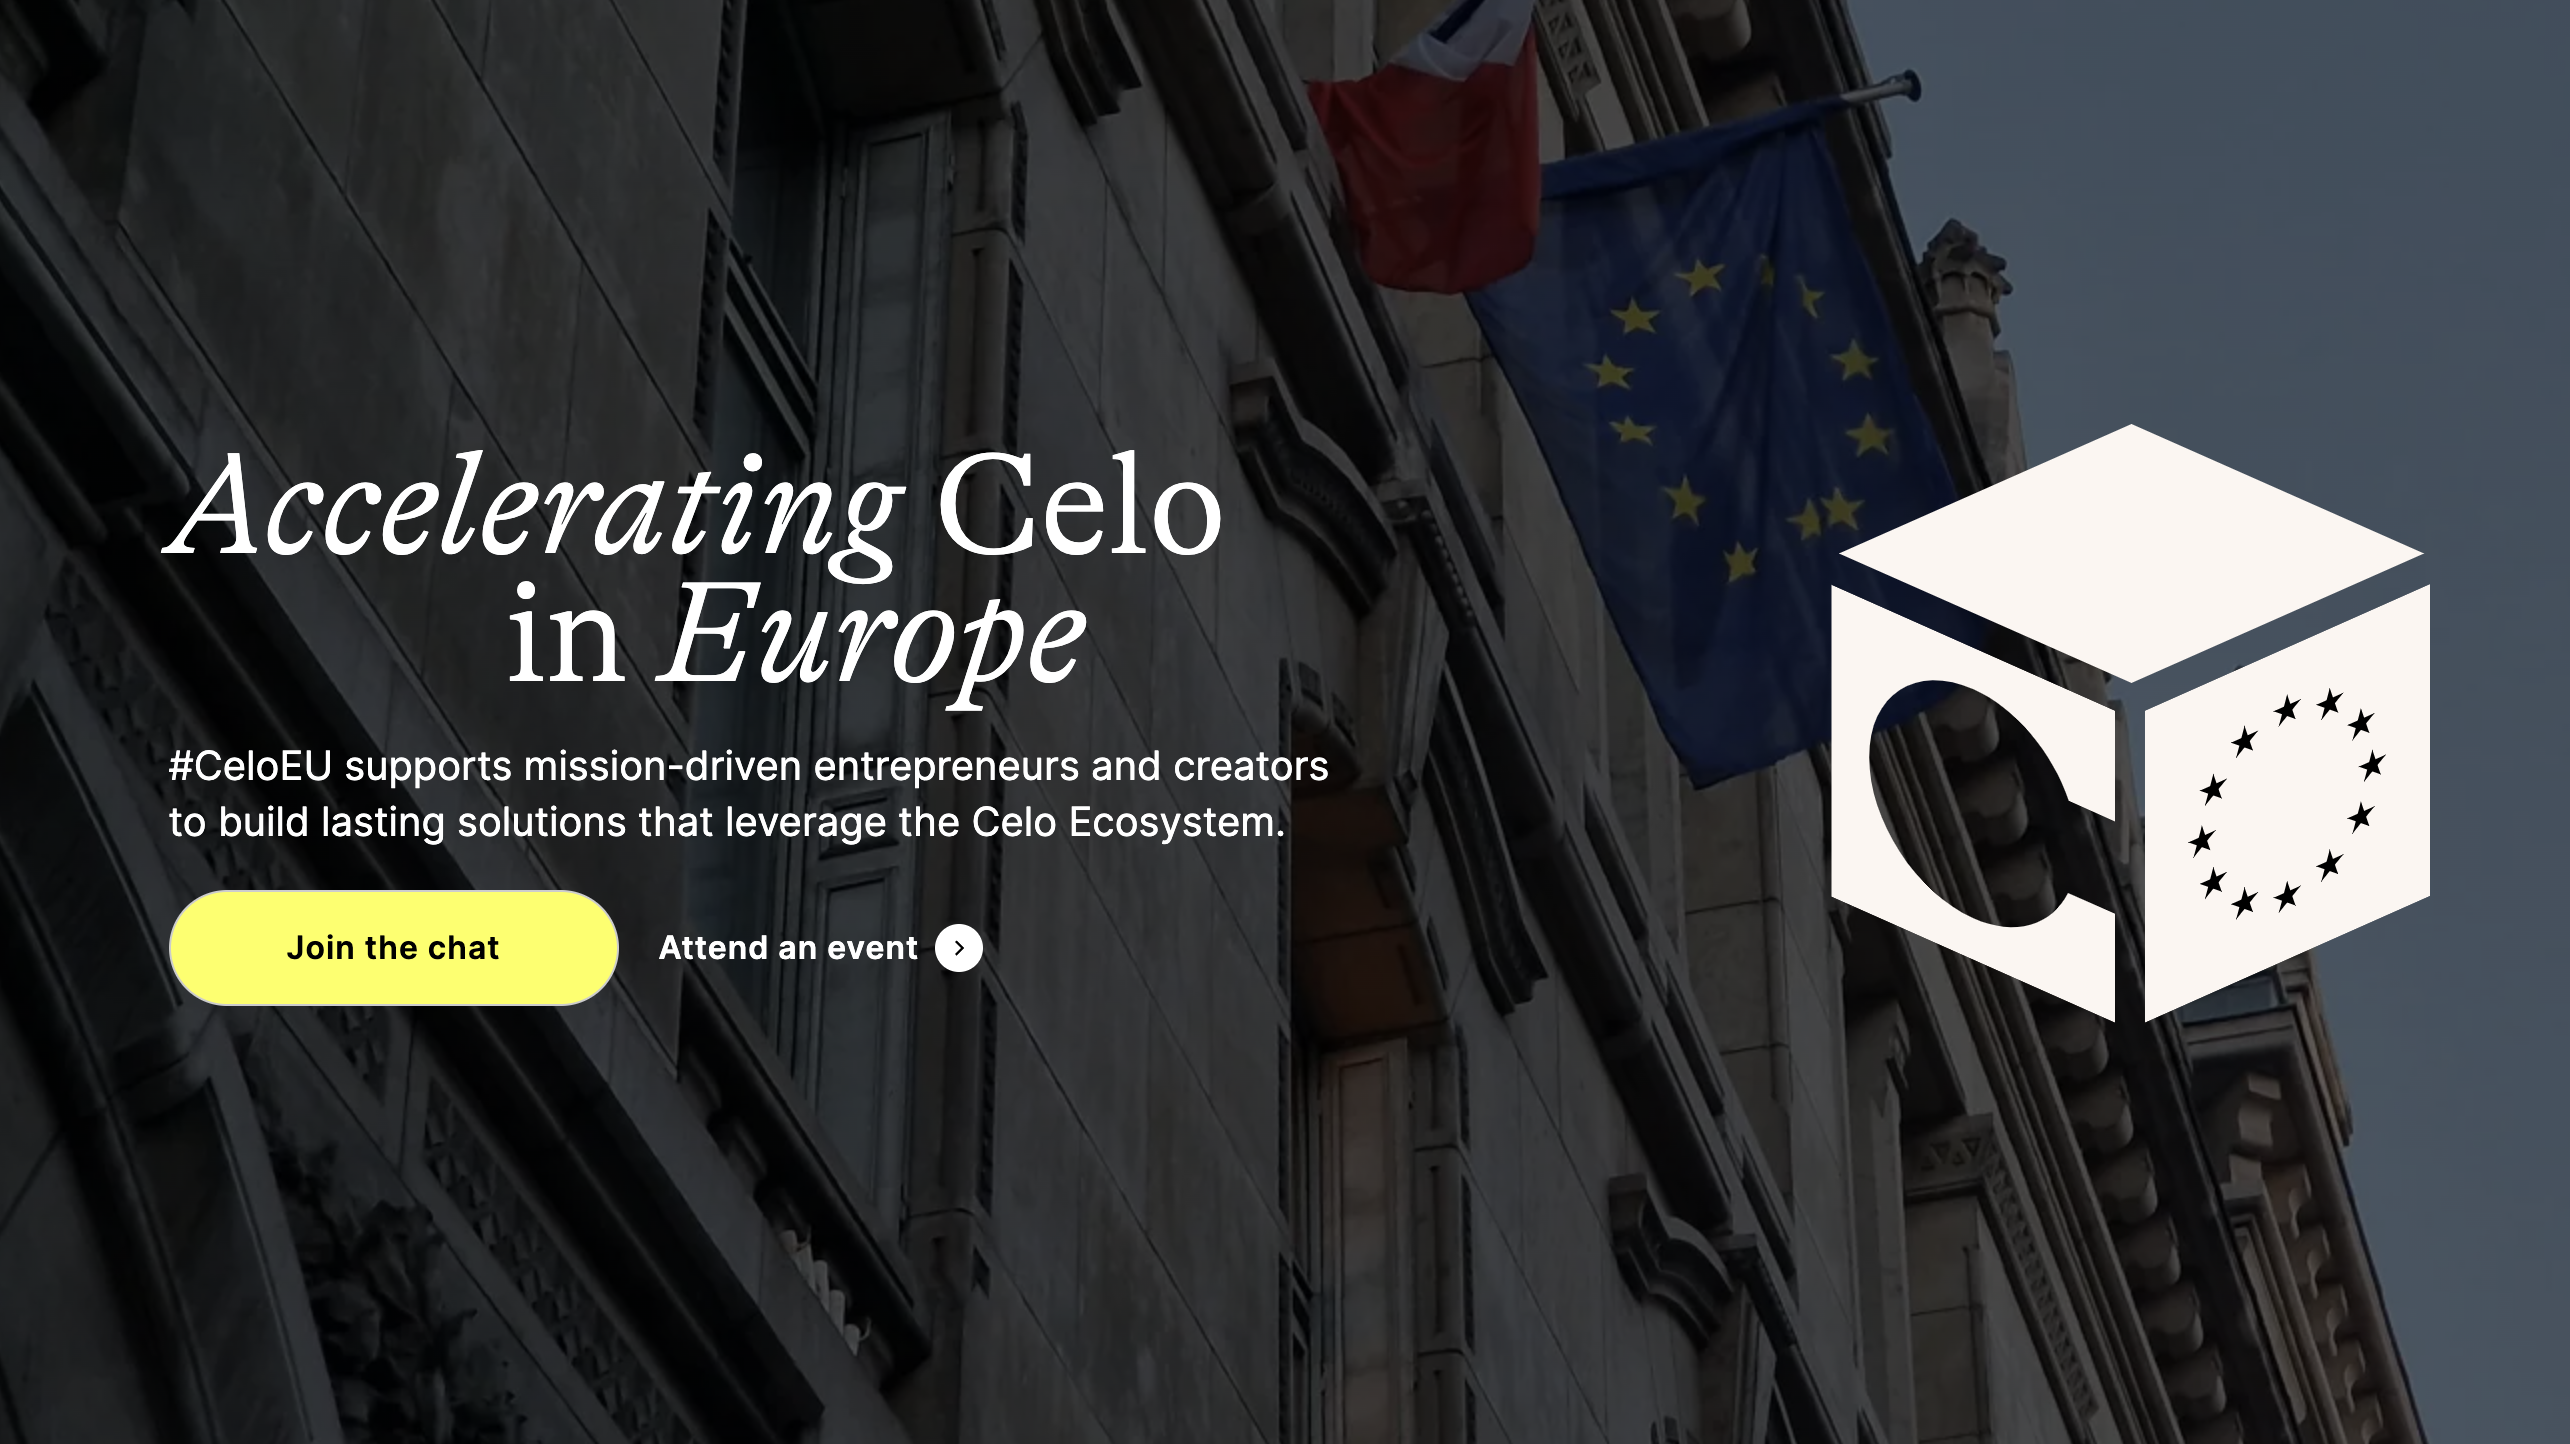 Accelerating Celo
in Europe
#CeloEU supports mission-driven entrepreneurs and creators
to build lasting solutions that leverage the Celo Ecosystem.
Join the chat
Attend an event
C